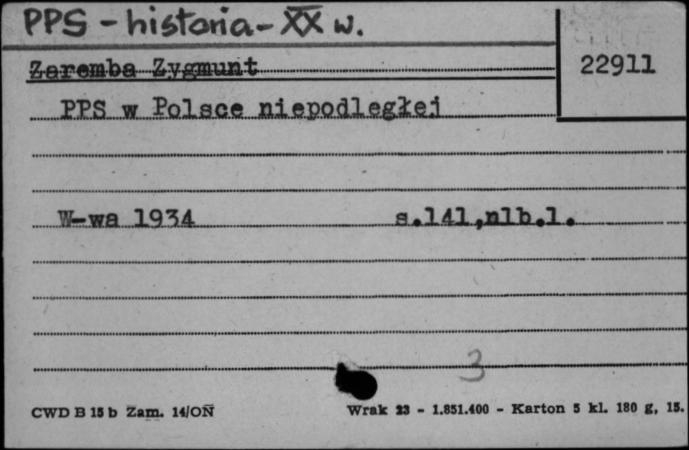 PPS - historia - XX w.
Zaremba Zygmunt
22911
PPS w Polsce niepodległej
W-wa 1934 s.141,nlb.1.
3
CWD B 15 b Zam. 14/ON Wrak 23 - 1.851.400 - Karton 5 kl. 180 g, 15.